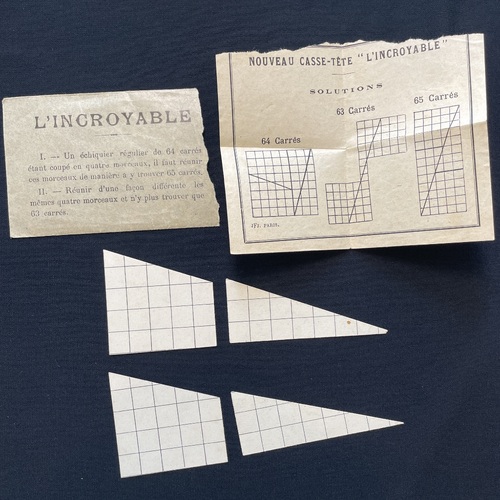 L'INCROYABLE
I. — Un échiquier régulier de 64 carrés
étant coupé en quatre morceaux, il faut réunir
ces morceaux de manière à y trouver 65 carrés.
II. — Réunir d'une façon différente les
mêmes quatre morceaux et n'y plus trouver que
63 carrés.
NOUVEAU CASSE-TÊTE "L'INCROYABLE"
SOLUTIONS
64 Carrés
63 Carrés
65 Carrés
PARIS.